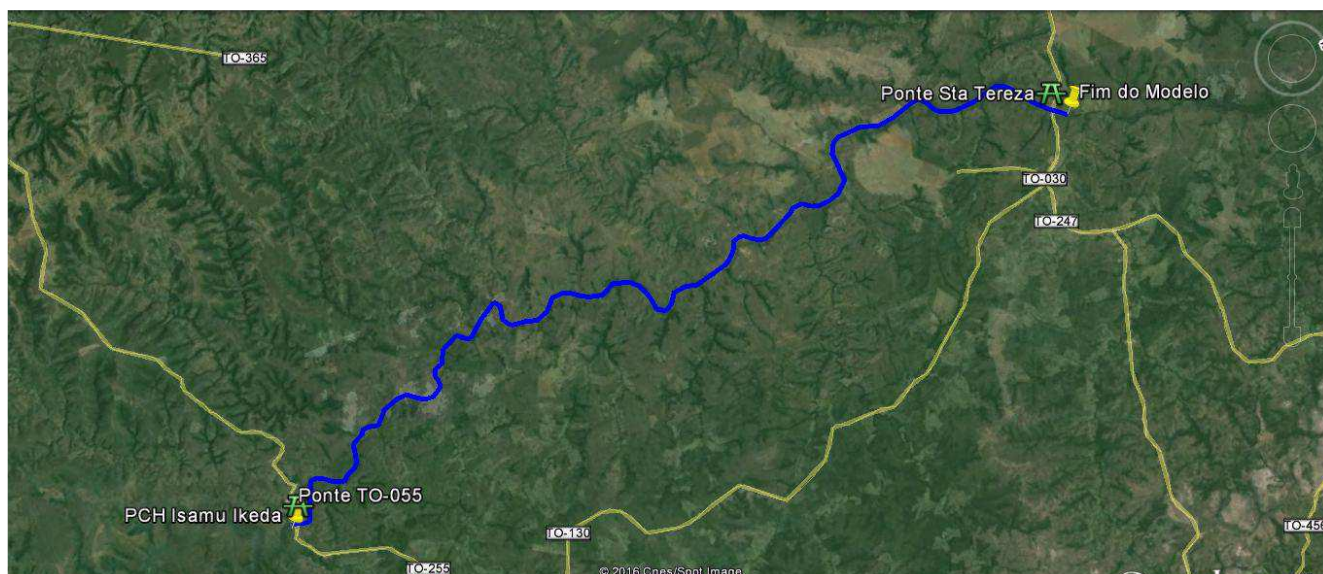 TO-365
Ponte Sta Tereza
Fim do Modelo
TO-030
TO-247
Ponte TO-055
PCH Isamu Ikeda
TO-130
TO-456
TO-255
© 2016 Cnes/Spot Image